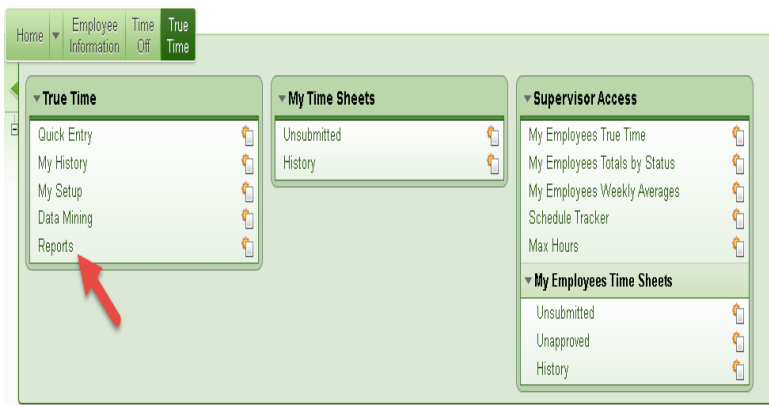 Home
Employee
Information
Time
Off
True
Time
True Time
Quick Entry
My History
My Setup
Data Mining
Reports
My Time Sheets
Unsubmitted
History
Supervisor Access
My Employees True Time
My Employees Totals by Status
My Employees Weekly Averages
Schedule Tracker
Max Hours
My Employees Time Sheets
Unsubmitted
Unapproved
History